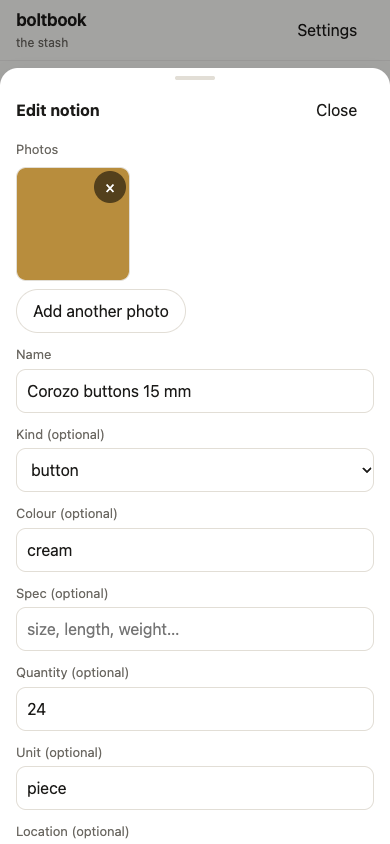 boltbook
the stash
Settings
Edit notion
Close
Photos
×
Add another photo
Name
Corozo buttons 15 mm
Kind (optional)
button
Colour (optional)
cream
Spec (optional)
size, length, weight...
Quantity (optional)
24
Unit (optional)
piece
Location (optional)